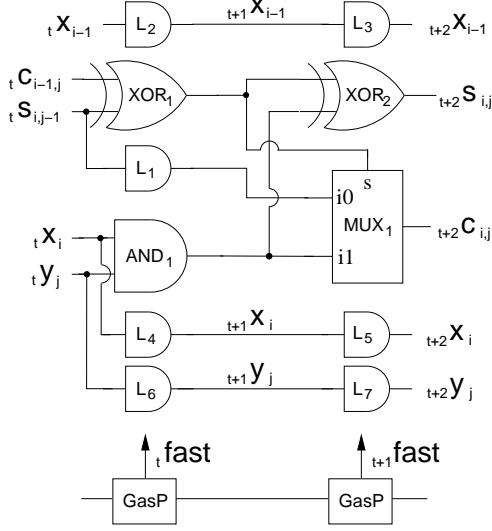 t x i-1 L2 t+1 x i-1 L3 t+2 x i-1
t c i-1,j XOR1 XOR2 t+2 s i,j
t s i,j-1
L1 s
i0
t x i MUX1 t+2 c i,j
t y j AND1 i1
L4 t+1 x i L5 t+2 x i
L6 t+1 y j L7 t+2 y j
t fast t+1 fast
GasP GasP